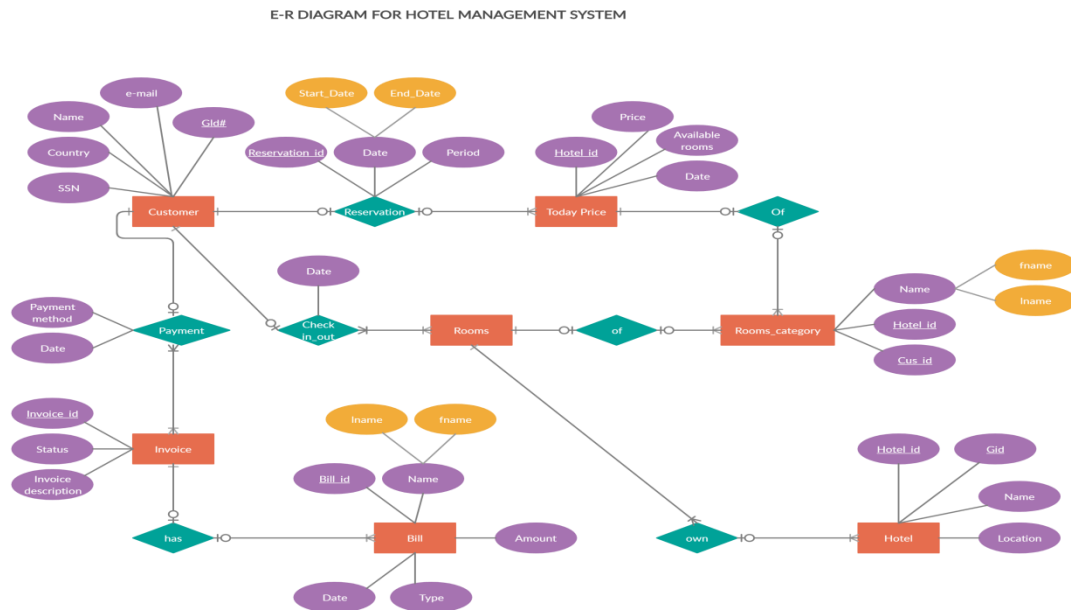 E-R DIAGRAM FOR HOTEL MANAGEMENT SYSTEM
e-mail
Name
Gld#
Country
SSN
Customer
Start_Date
End_Date
Reservation_id
Date
Period
Reservation
Price
Hotel_id
Available
rooms
Date
Today Price
Of
Date
Payment
method
Date
Payment
Check
in_out
Rooms
of
Rooms_category
Name
fname
lname
Hotel_id
Cus_id
Invoice_id
Status
Invoice
description
Invoice
lname
fname
Bill_id
Name
has
Bill
Amount
Date
Type
own
Hotel_id
Gid
Name
Hotel
Location